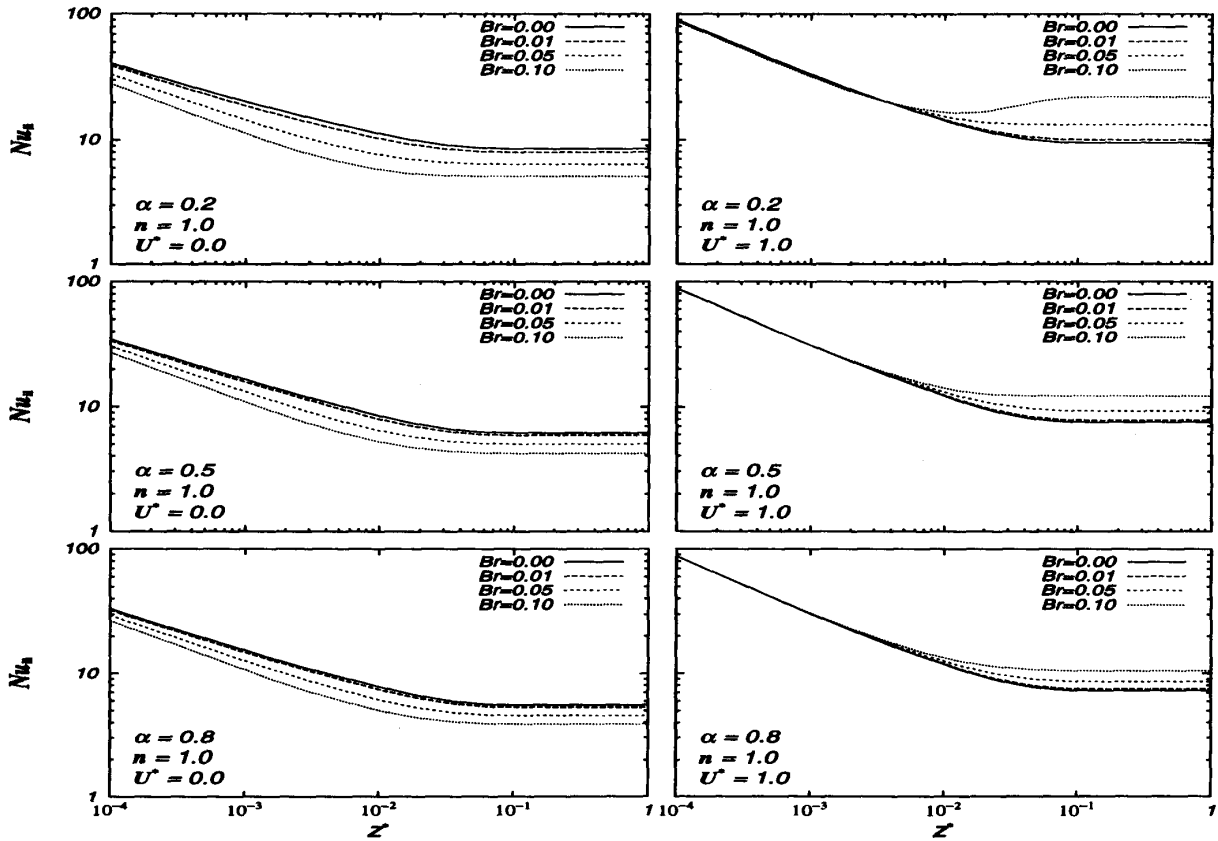 100
10
1
Nuᵢᵢ
Br=0.00
Br=0.01
Br=0.05
Br=0.10
α = 0.2
n = 1.0
U* = 0.0
Br=0.00
Br=0.01
Br=0.05
Br=0.10
α = 0.2
n = 1.0
U* = 1.0
100
10
1
Br=0.00
Br=0.01
Br=0.05
Br=0.10
α = 0.5
n = 1.0
U* = 0.0
Br=0.00
Br=0.01
Br=0.05
Br=0.10
α = 0.5
n = 1.0
U* = 1.0
100
10
1
Br=0.00
Br=0.01
Br=0.05
Br=0.10
α = 0.8
n = 1.0
U* = 0.0
Br=0.00
Br=0.01
Br=0.05
Br=0.10
α = 0.8
n = 1.0
U* = 1.0
10⁻⁴ 10⁻³ 10⁻² 10⁻¹ 1
z*
10⁻⁴ 10⁻³ 10⁻² 10⁻¹ 1
z*